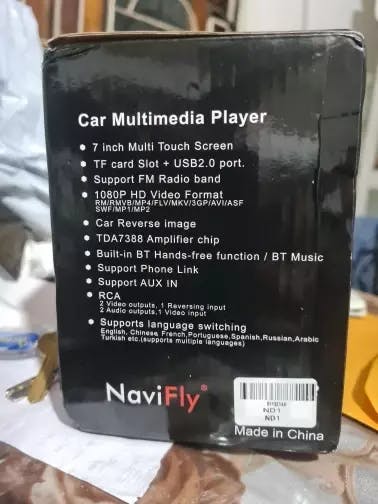 Car Multimedia Player
• 7 inch Multi Touch Screen
• TF card Slot + USB2.0 port.
• Support FM Radio band
• 1080P HD Video Format
RM/RMVB/MP4/FLV/MKV/3GP/AVI/ASF
SWF/MP1/MP2
• Car Reverse image
• TDA7388 Amplifier chip
• Built-in BT Hands-free function / BT Music
• Support Phone Link
• Support AUX IN
• RCA
2 Video outputs, 1 Reversing input
2 Audio outputs, 1 Video input
• Supports language switching
English, Chinese, French, Portuguese, Spanish, Russian, Arabic
Turkish etc.(supports multiple languages)
NaviFly®
ND1
ND1
Made in China